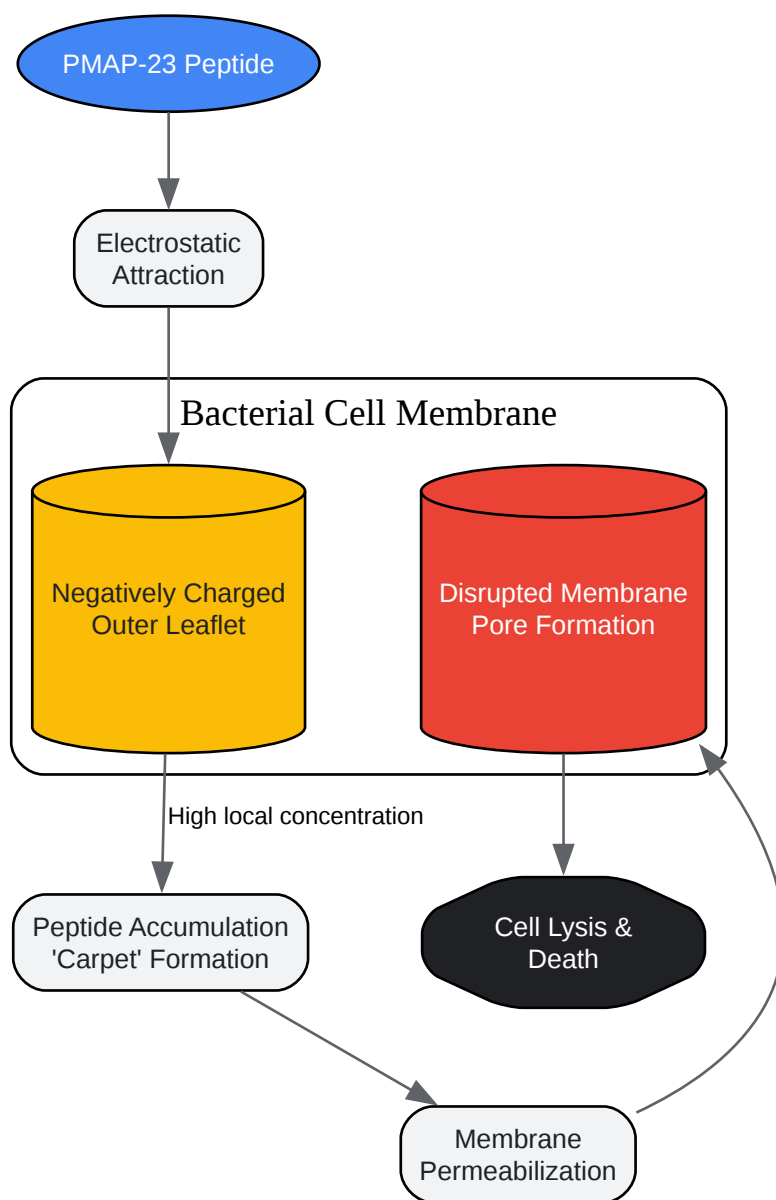 PMAP-23 Peptide
Electrostatic
Attraction
Bacterial Cell Membrane
Negatively Charged
Outer Leaflet
Disrupted Membrane
Pore Formation
High local concentration
Peptide Accumulation
'Carpet' Formation
Cell Lysis &
Death
Membrane
Permeabilization